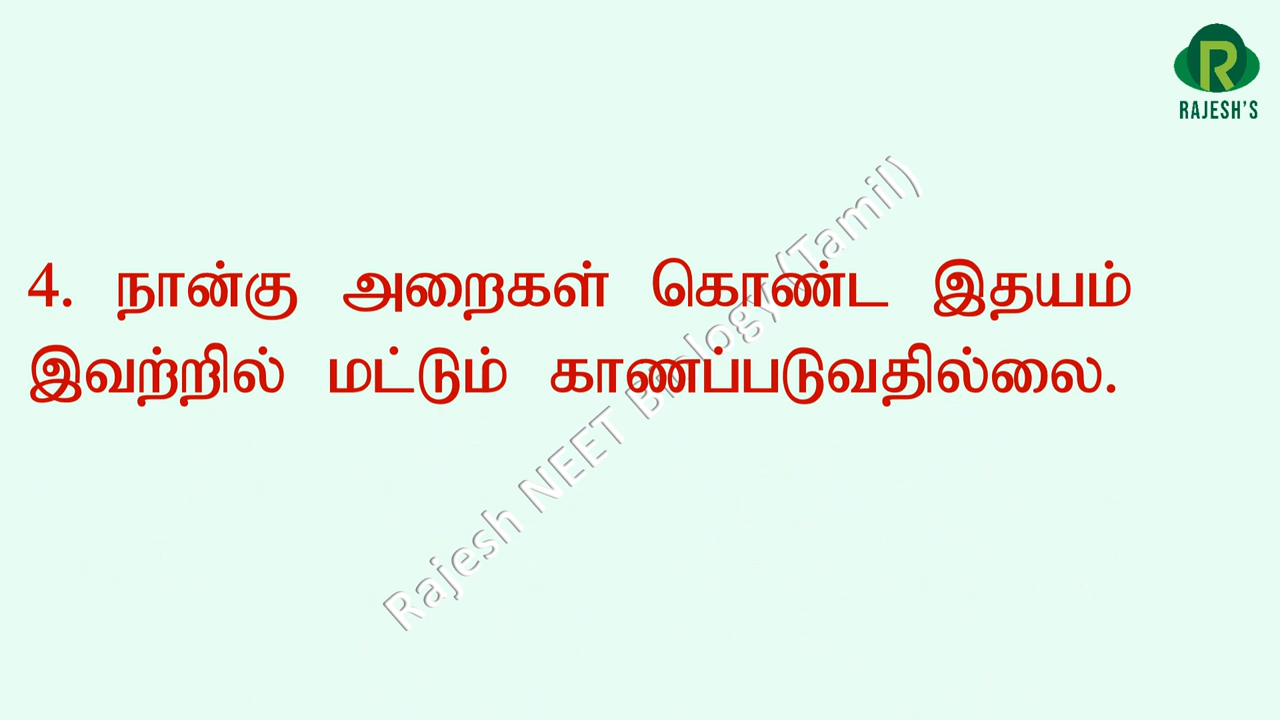 RAJESH'S
4. நான்கு அறைகள் கொண்ட இதயம்
இவற்றில் மட்டும் காணப்படுவதில்லை.
Rajesh NEET Biology (Tamil)